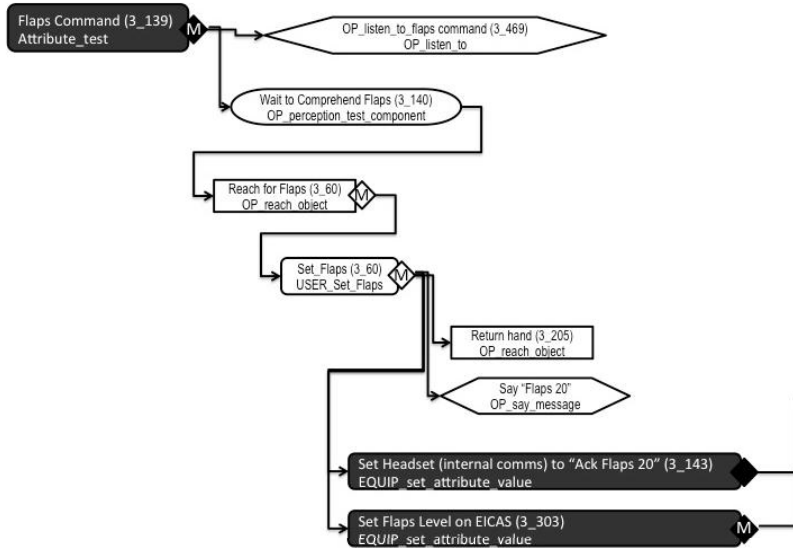 Flaps Command (3_139)
Attribute_test
M
OP_listen_to_flaps command (3_469)
OP_listen_to
Wait to Comprehend Flaps (3_140)
OP_perception_test_component
Reach for Flaps (3_60)
OP_reach_object
M
Set_Flaps (3_60)
USER_Set_Flaps
M
Return hand (3_205)
OP_reach_object
Say “Flaps 20”
OP_say_message
Set Headset (internal comms) to “Ack Flaps 20” (3_143)
EQUIP_set_attribute_value
Set Flaps Level on EICAS (3_303)
EQUIP_set_attribute_value
M